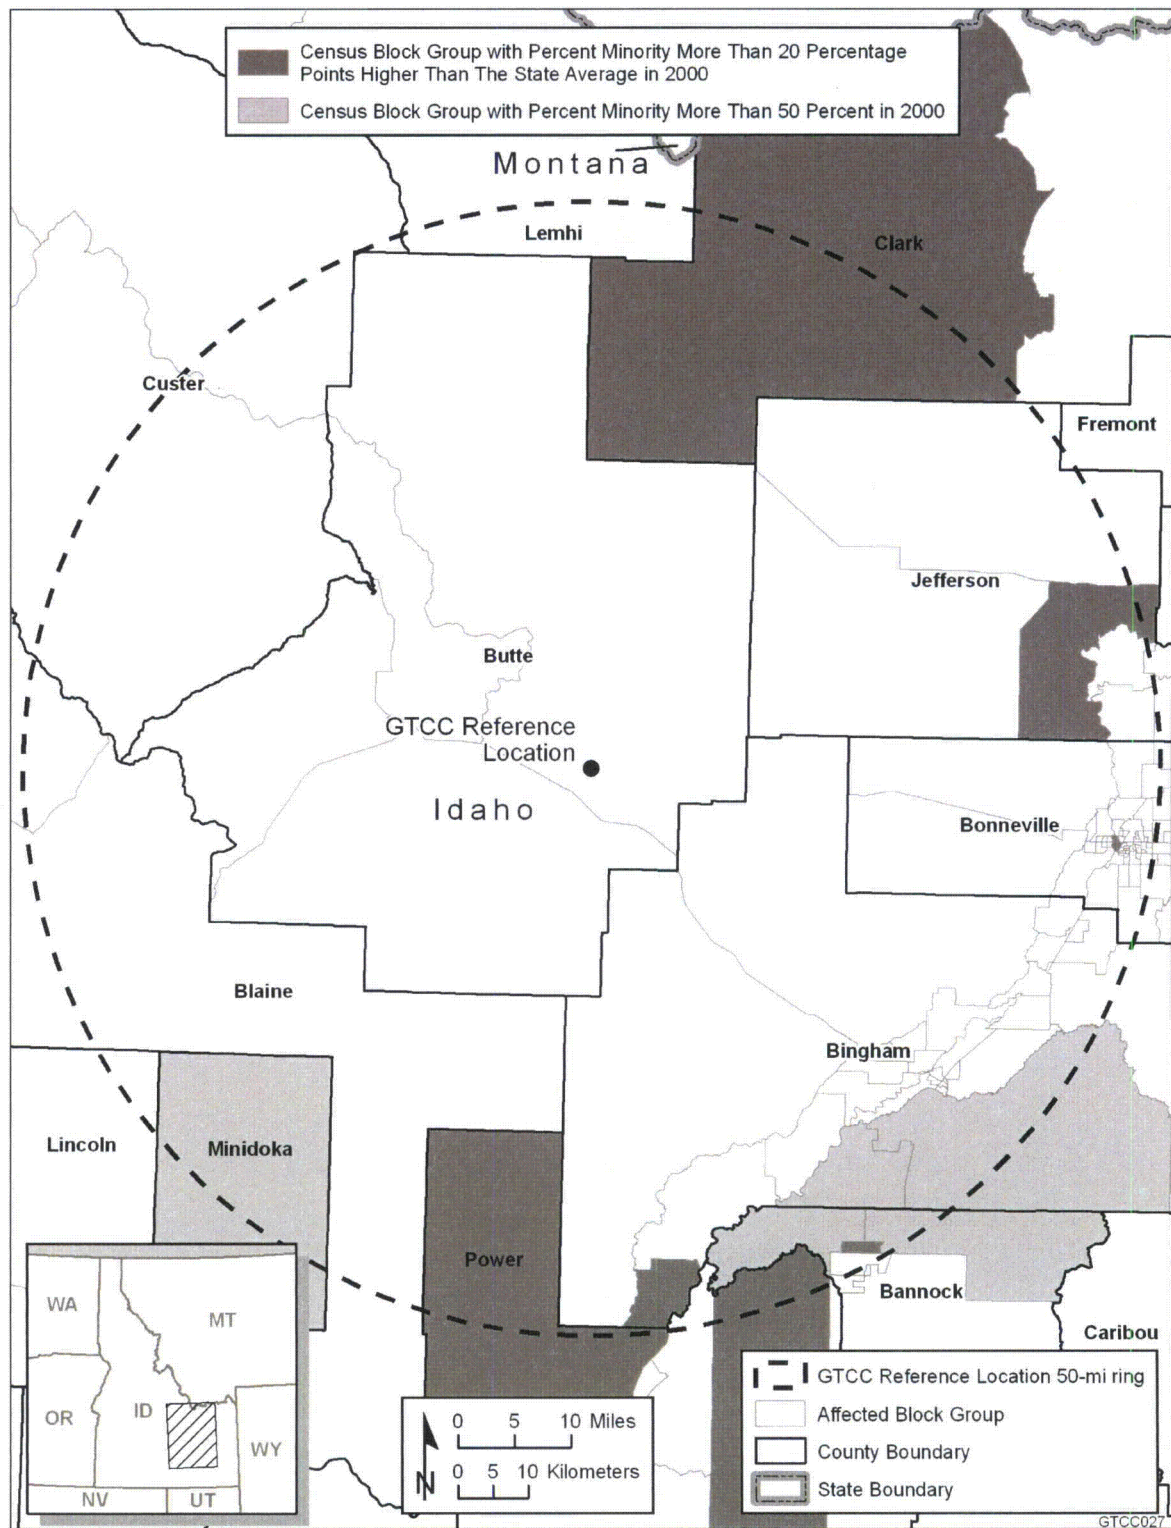 Census Block Group with Percent Minority More Than 20 Percentage
Points Higher Than The State Average in 2000
Census Block Group with Percent Minority More Than 50 Percent in 2000
Montana
Lemhi
Clark
Custer
Fremont
Jefferson
Butte
GTCC Reference
Location
Idaho
Bonneville
Blaine
Bingham
Lincoln
Minidoka
Power
Bannock
Caribou
WA
MT
OR
ID
WY
NV
UT
0 5 10 Miles
0 5 10 Kilometers
N
GTCC Reference Location 50-mi ring
Affected Block Group
County Boundary
State Boundary
GTCC027